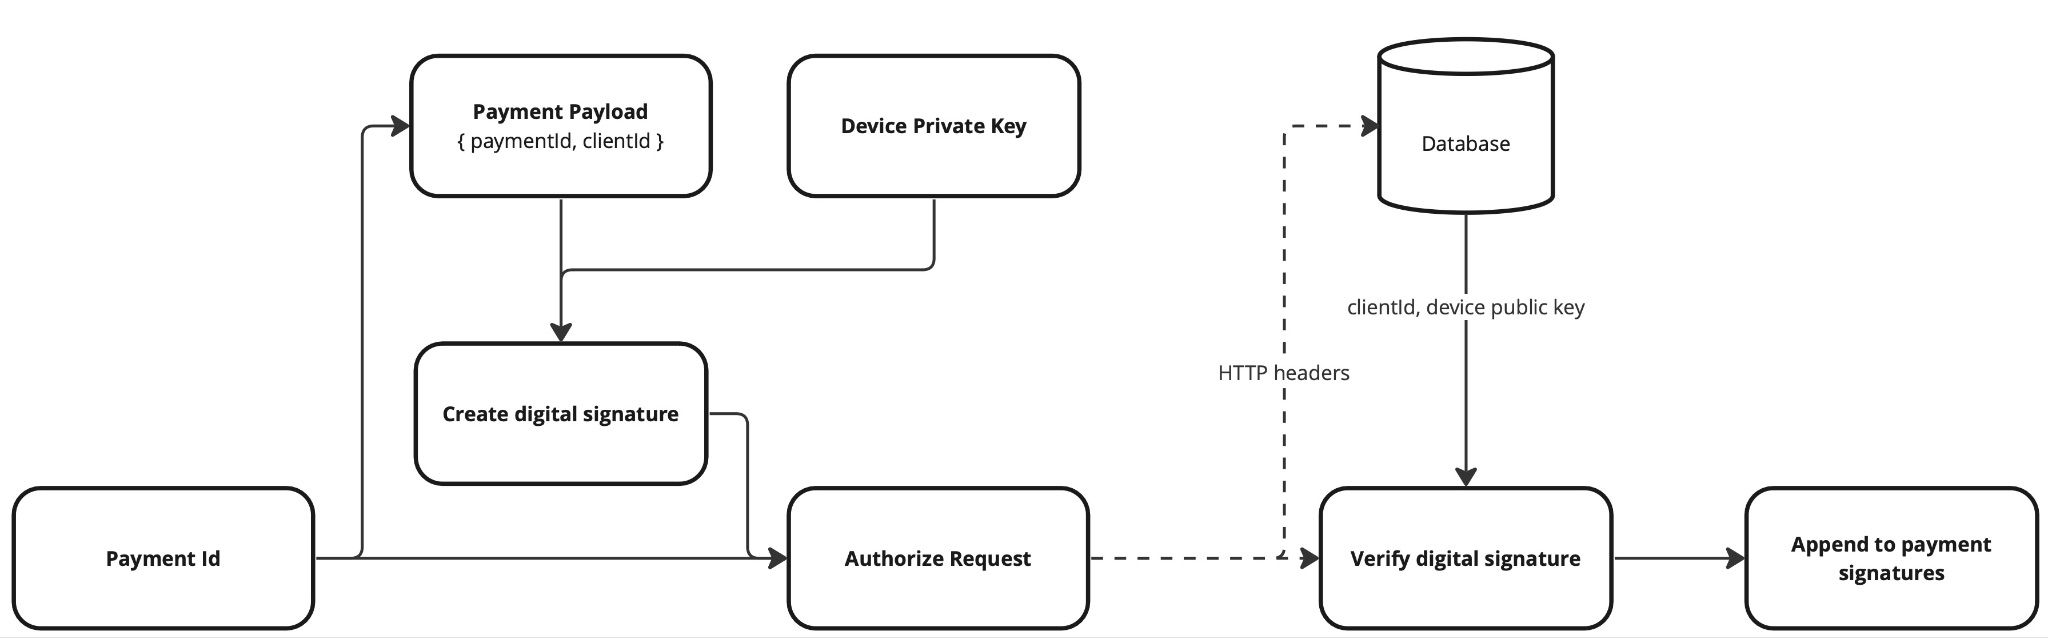 Payment Payload
{ paymentId, clientId }
Device Private Key
Database
clientId, device public key
HTTP headers
Create digital signature
Payment Id
Authorize Request
Verify digital signature
Append to payment
signatures